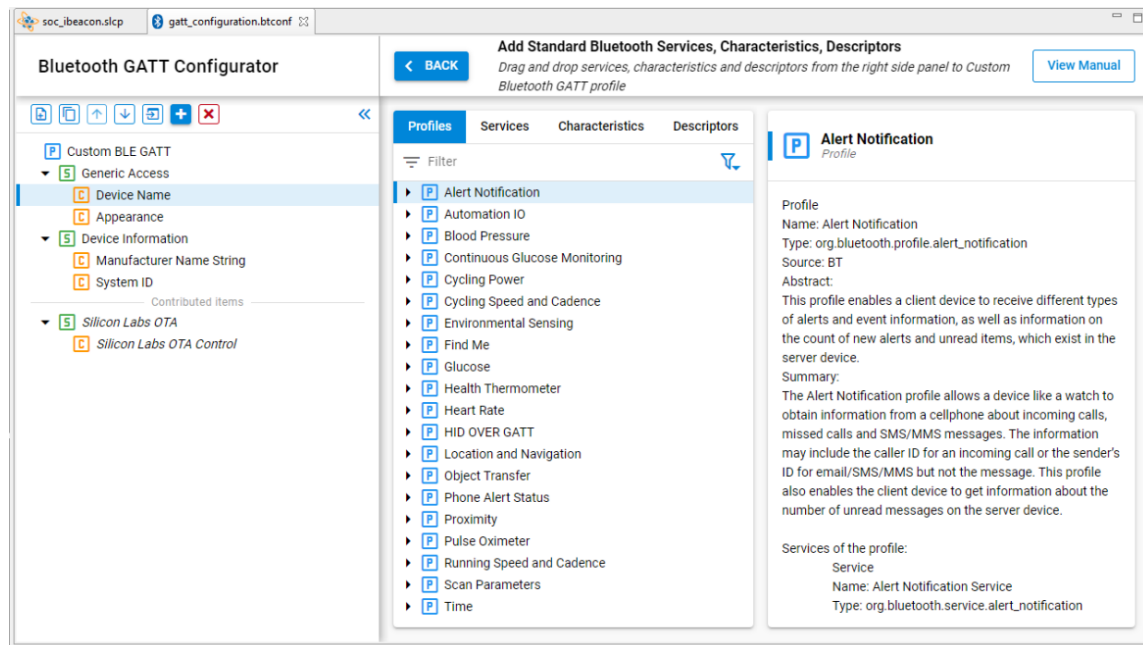 soc_ibeacon.slcp
gatt_configuration.btconf
Bluetooth GATT Configurator
BACK
Add Standard Bluetooth Services, Characteristics, Descriptors
Drag and drop services, characteristics and descriptors from the right side panel to Custom
Bluetooth GATT profile
View Manual
P Custom BLE GATT
S Generic Access
C Device Name
C Appearance
S Device Information
C Manufacturer Name String
C System ID
Contributed items
S Silicon Labs OTA
C Silicon Labs OTA Control
Profiles Services Characteristics Descriptors
Filter
P Alert Notification
P Automation IO
P Blood Pressure
P Continuous Glucose Monitoring
P Cycling Power
P Cycling Speed and Cadence
P Environmental Sensing
P Find Me
P Glucose
P Health Thermometer
P Heart Rate
P HID OVER GATT
P Location and Navigation
P Object Transfer
P Phone Alert Status
P Proximity
P Pulse Oximeter
P Running Speed and Cadence
P Scan Parameters
P Time
P Alert Notification
Profile
Profile
Name: Alert Notification
Type: org.bluetooth.profile.alert_notification
Source: BT
Abstract:
This profile enables a client device to receive different types
of alerts and event information, as well as information on
the count of new alerts and unread items, which exist in the
server device.
Summary:
The Alert Notification profile allows a device like a watch to
obtain information from a cellphone about incoming calls,
missed calls and SMS/MMS messages. The information
may include the caller ID for an incoming call or the sender's
ID for email/SMS/MMS but not the message. This profile
also enables the client device to get information about the
number of unread messages on the server device.
Services of the profile:
Service
Name: Alert Notification Service
Type: org.bluetooth.service.alert_notification